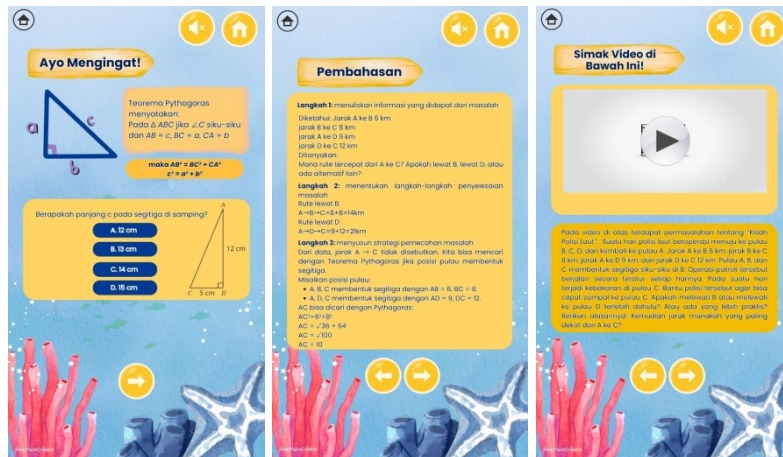 Ayo Mengingat!
a
c
b
Teorema Pythagoras
menyatakan:
Pada Δ ABC jika ∠C siku-siku
dan AB = c, BC = a, CA = b
maka AB² = BC² + CA²
c² = a² + b²
Berapakah panjang c pada segitiga di samping?
A. 12 cm
B. 13 cm
C. 14 cm
D. 15 cm
A
12 cm
C 5 cm B
Pembahasan
Langkah 1: menuliskan informasi yang didapat dari masalah
Diketahui: Jarak A ke B 6 km
jarak B ke C 8 km
jarak A ke D 9 km
jarak D ke C 12 km
Ditanyakan:
Mana rute tercepat dari A ke C? Apakah lewat B, lewat D, atau
ada alternatif lain?
Langkah 2: menentukan langkah-langkah penyelesaian
masalah
Rute lewat B
A→B→C=6+8=14km
Rute lewat D
A→D→C=9+12=21km
Langkah 3: menyusun strategi pemecahan masalah
Dari data, jarak A → C tidak disebutkan. Kita bisa mencari
dengan Teorema Pythagoras jika posisi pulau membentuk
segitiga.
Misalkan posisi pulau:
• A, B, C membentuk segitiga dengan AB = 6, BC = 8.
• A, D, C membentuk segitiga dengan AD = 9, DC = 12.
AC bisa dicari dengan Pythagoras:
AC²=6²+8²
AC = √36 + 64
AC = √100
AC = 10
Simak Video di
Bawah Ini!
Pada video di atas terdapat permasalahan tentang "Kisah
Polisi Laut". Suatu hari polisi laut beroperasi menuju ke pulau
B, C, D, dan kembali ke pulau A. Jarak A ke B 6 km, jarak B ke C
8 km, jarak A ke D 9 km, dan jarak D ke C 12 km. Pulau A, B, dan
C membentuk segitiga siku-siku di B. Operasi patroli tersebut
berjalan secara teratur setiap harinya. Pada suatu hari
terjadi kebakaran di pulau C. Bantu polisi tersebut agar bisa
cepat sampai ke pulau C. Apakah melewati B atau melewati
ke pulau D terlebih dahulu? Atau ada yang lebih praktis?
Berikan alasannya! Kemudian jarak manakah yang paling
dekat dari A ke C?